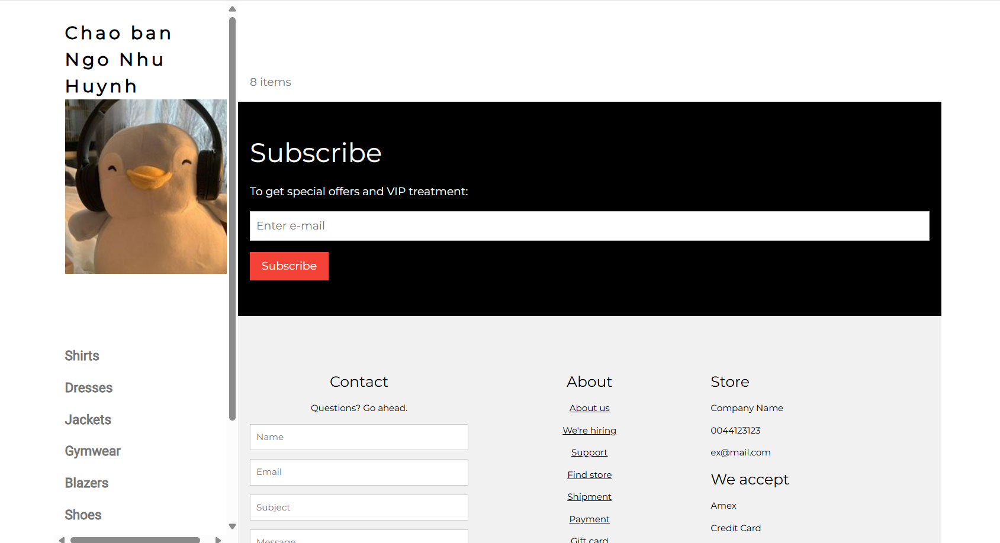 Chao ban
Ngo Nhu
Huynh
Shirts
Dresses
Jackets
Gymwear
Blazers
Shoes
8 items
Subscribe
To get special offers and VIP treatment:
Enter e-mail
Subscribe
Contact
Questions? Go ahead.
Name
Email
Subject
Message
About
About us
We're hiring
Support
Find store
Shipment
Payment
Gift card
Store
Company Name
0044123123
ex@mail.com
We accept
Amex
Credit Card